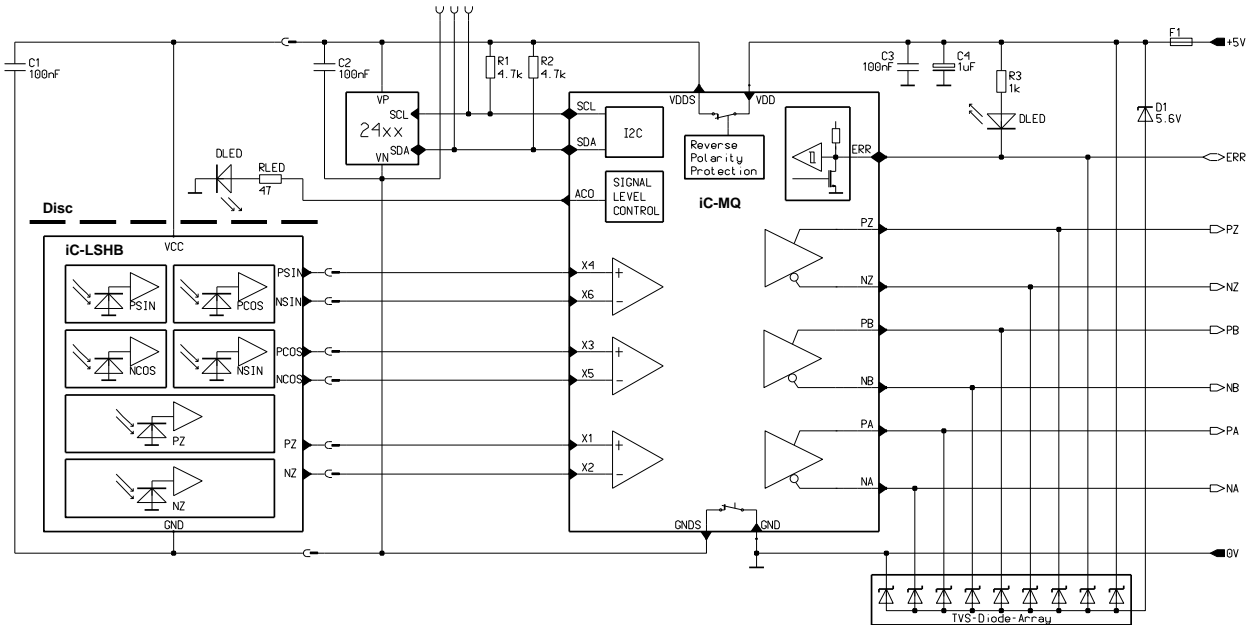 F1
+5V
C1
100nF
C2
100nF
R1
4.7k
R2
4.7k
C3
100nF
C4
1uF
R3
1k
DLED
D1
5.6V
VP
SCL
24xx
SDA
VN
SCL
SDA
I2C
VDDS
VDD
Reverse
Polarity
Protection
ERR
ERR
DLED
RLED
47
ACO
SIGNAL
LEVEL
CONTROL
iC-MQ
Disc
iC-LSHB
VCC
PSIN
PCOS
NCOS
NSIN
PZ
NZ
PSIN
NSIN
PCOS
NCOS
PZ
NZ
GND
X4
+
X6
−
X3
+
X5
−
X1
+
X2
−
PZ
NZ
PB
NB
PA
NA
PZ
NZ
PB
NB
PA
NA
GNDS
GND
0V
TVS-Diode-Array